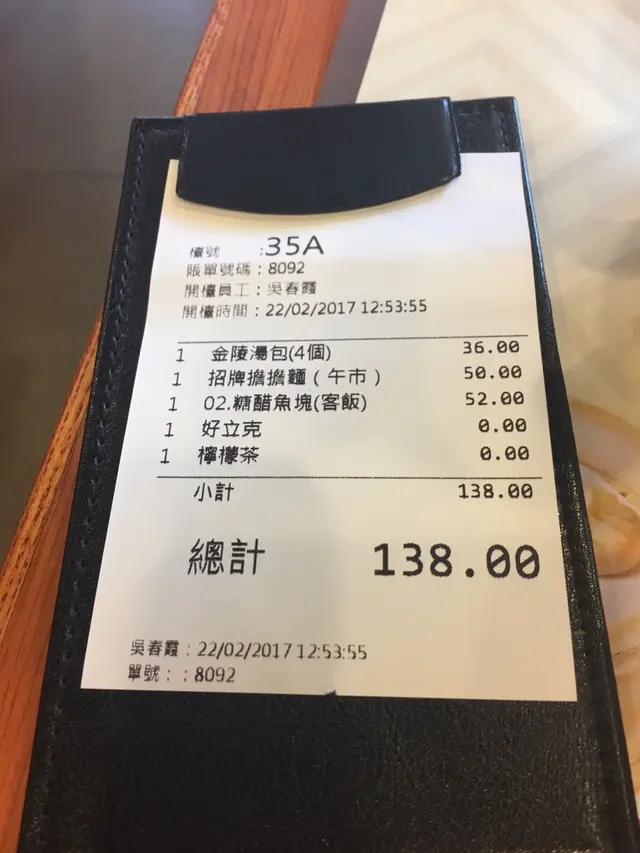 檯號 :35A
賬單號碼：8092
開檯員工：吳春霞
開檯時間：22/02/2017 12:53:55
1 金陵湯包(4個) 36.00
1 招牌擔擔麵（午市） 50.00
1 02.糖醋魚塊(客飯) 52.00
1 好立克 0.00
1 檸檬茶 0.00
小計 138.00
總計 138.00
吳春霞：22/02/2017 12:53:55
單號：：8092